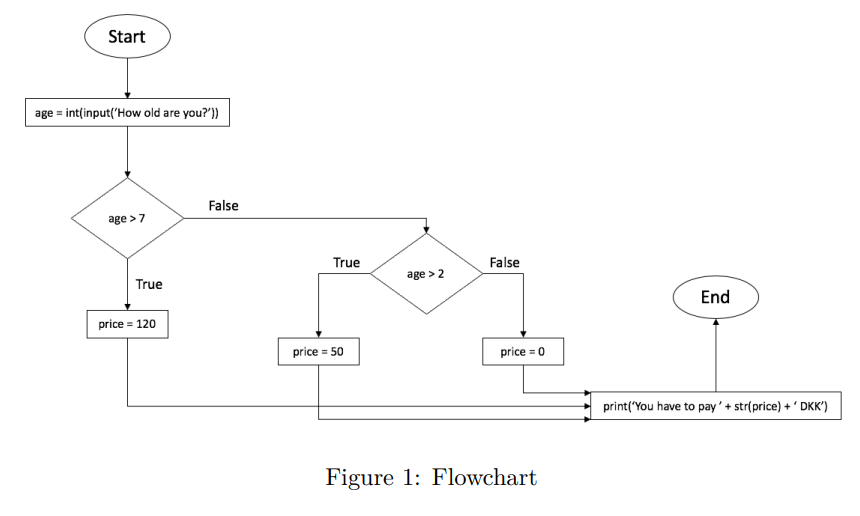 Start
age = int(input(‘How old are you?’))
age > 7
False
True
age > 2
True
False
price = 120
price = 50
price = 0
print(‘You have to pay ’ + str(price) + ‘ DKK’)
End
Figure 1: Flowchart